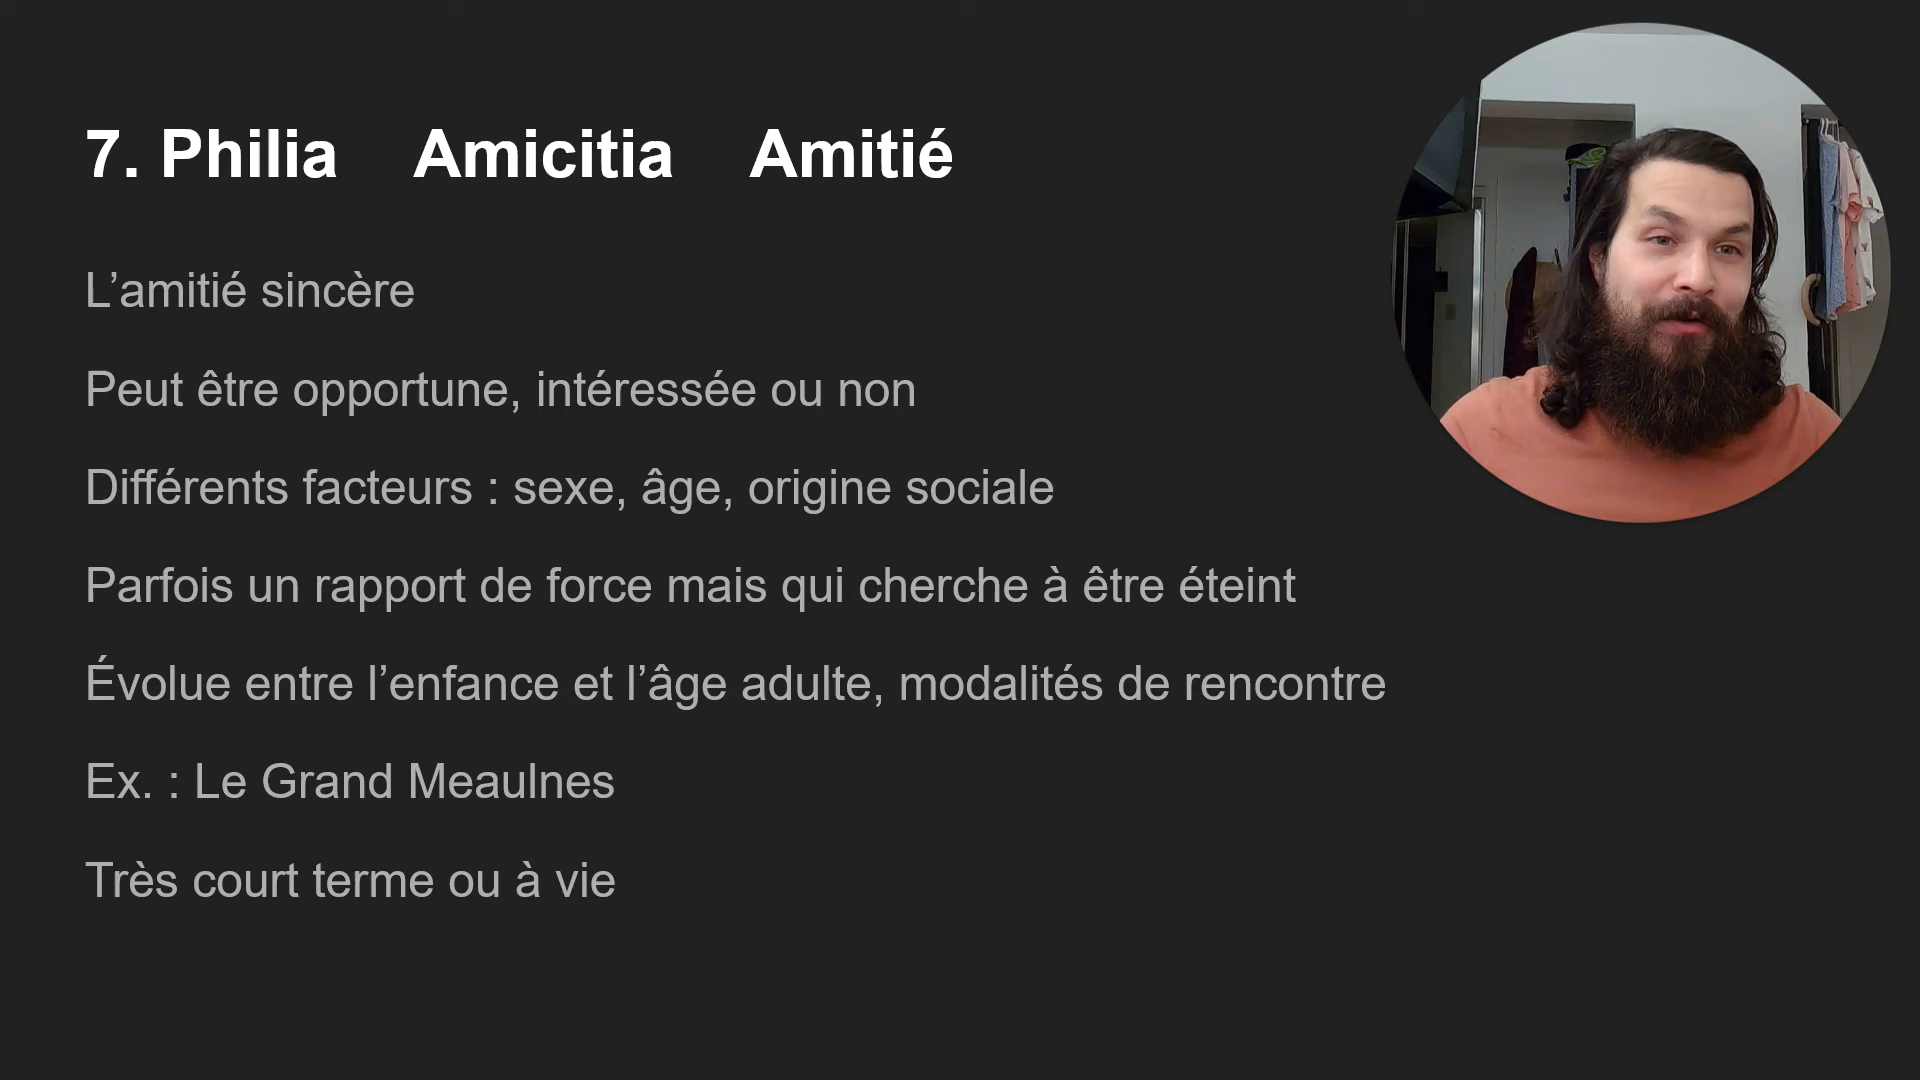 7. Philia Amicitia Amitié
L’amitié sincère
Peut être opportune, intéressée ou non
Différents facteurs : sexe, âge, origine sociale
Parfois un rapport de force mais qui cherche à être éteint
Évolue entre l’enfance et l’âge adulte, modalités de rencontre
Ex. : Le Grand Meaulnes
Très court terme ou à vie